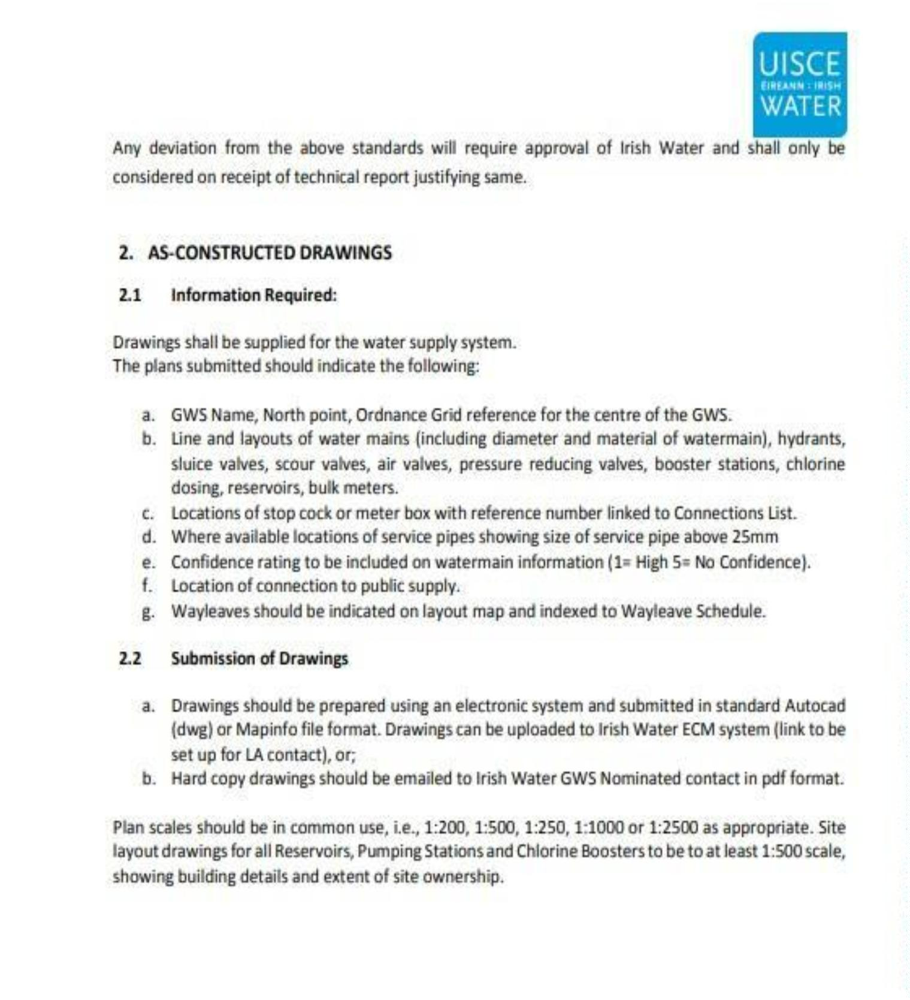 UISCE
EIREANN : IRISH
WATER
Any deviation from the above standards will require approval of Irish Water and shall only be
considered on receipt of technical report justifying same.
2. AS-CONSTRUCTED DRAWINGS
2.1 Information Required:
Drawings shall be supplied for the water supply system.
The plans submitted should indicate the following:
a. GWS Name, North point, Ordnance Grid reference for the centre of the GWS.
b. Line and layouts of water mains (including diameter and material of watermain), hydrants,
sluice valves, scour valves, air valves, pressure reducing valves, booster stations, chlorine
dosing, reservoirs, bulk meters.
c. Locations of stop cock or meter box with reference number linked to Connections List.
d. Where available locations of service pipes showing size of service pipe above 25mm
e. Confidence rating to be included on watermain information (1= High 5= No Confidence).
f. Location of connection to public supply.
g. Wayleaves should be indicated on layout map and indexed to Wayleave Schedule.
2.2 Submission of Drawings
a. Drawings should be prepared using an electronic system and submitted in standard Autocad
(dwg) or Mapinfo file format. Drawings can be uploaded to Irish Water ECM system (link to be
set up for LA contact), or;
b. Hard copy drawings should be emailed to Irish Water GWS Nominated contact in pdf format.
Plan scales should be in common use, i.e., 1:200, 1:500, 1:250, 1:1000 or 1:2500 as appropriate. Site
layout drawings for all Reservoirs, Pumping Stations and Chlorine Boosters to be to at least 1:500 scale,
showing building details and extent of site ownership.